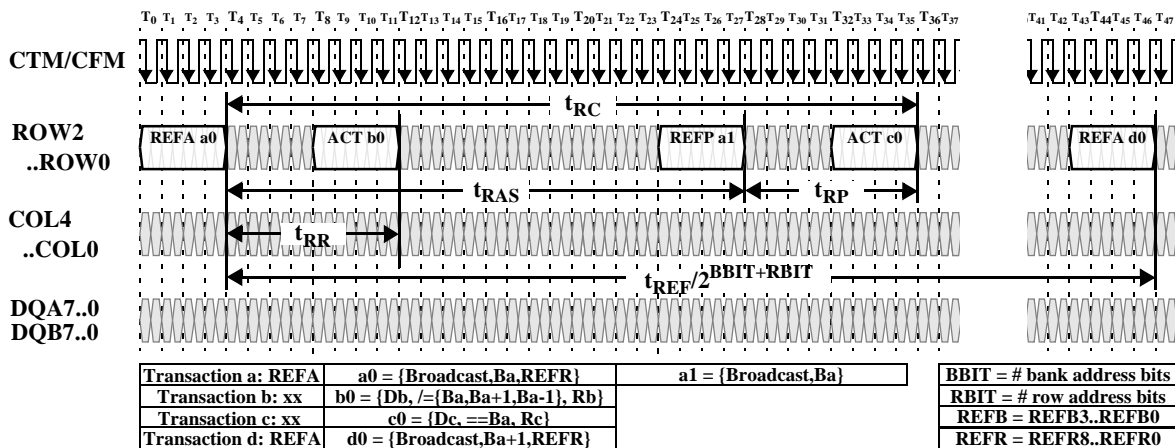 T0 T1 T2 T3 T4 T5 T6 T7 T8 T9 T10 T11 T12 T13 T14 T15 T16 T17 T18 T19 T20 T21 T22 T23 T24 T25 T26 T27 T28 T29 T30 T31 T32 T33 T34 T35 T36 T37 T41 T42 T43 T44 T45 T46 T47
CTM/CFM
tRC
ROW2
..ROW0
REFA a0 ACT b0 REFP a1 ACT c0 REFA d0
tRAS tRP
COL4
..COL0
tRR
tREF/2^BBIT+RBIT
DQA7..0
DQB7..0
Transaction a: REFA a0 = {Broadcast,Ba,REFR} a1 = {Broadcast,Ba}
Transaction b: xx b0 = {Db, /={Ba,Ba+1,Ba-1}, Rb}
Transaction c: xx c0 = {Dc, ==Ba, Rc}
Transaction d: REFA d0 = {Broadcast,Ba+1,REFR}
BBIT = # bank address bits
RBIT = # row address bits
REFB = REFB3..REFB0
REFR = REFR8..REFR0